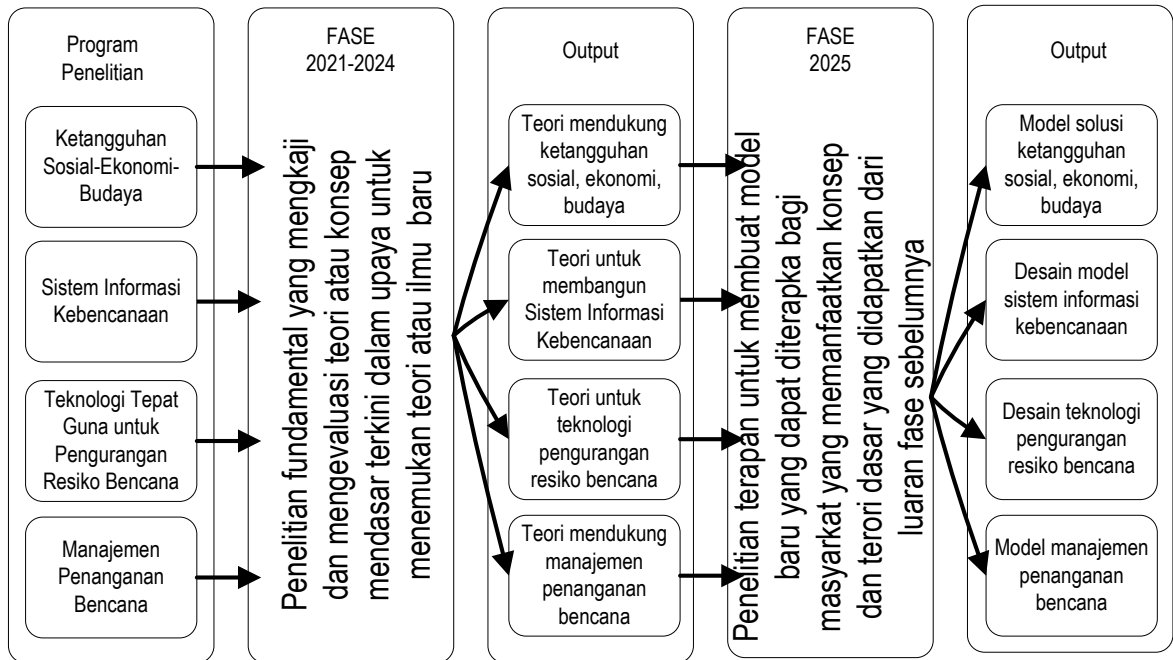 Program
Penelitian
Ketangguhan
Sosial-Ekonomi-
Budaya
Sistem Informasi
Kebencanaan
Teknologi Tepat
Guna untuk
Pengurangan
Resiko Bencana
Manajemen
Penanganan
Bencana
FASE
2021-2024
Penelitian fundamental yang mengkaji
dan mengevaluasi teori atau konsep
mendasar terkini dalam upaya untuk
menemukan teori atau ilmu baru
Output
Teori mendukung
ketangguhan
sosial, ekonomi,
budaya
Teori untuk
membangun
Sistem Informasi
Kebencanaan
Teori untuk
teknologi
pengurangan
resiko bencana
Teori mendukung
manajemen
penanganan
bencana
FASE
2025
Penelitian terapan untuk membuat model
baru yang dapat diterapka bagi
masyarkat yang memanfaatkan konsep
dan terori dasar yang didapatkan dari
luaran fase sebelumnya
Output
Model solusi
ketangguhan
sosial, ekonomi,
budaya
Desain model
sistem informasi
kebencanaan
Desain teknologi
pengurangan
resiko bencana
Model manajemen
penanganan
bencana